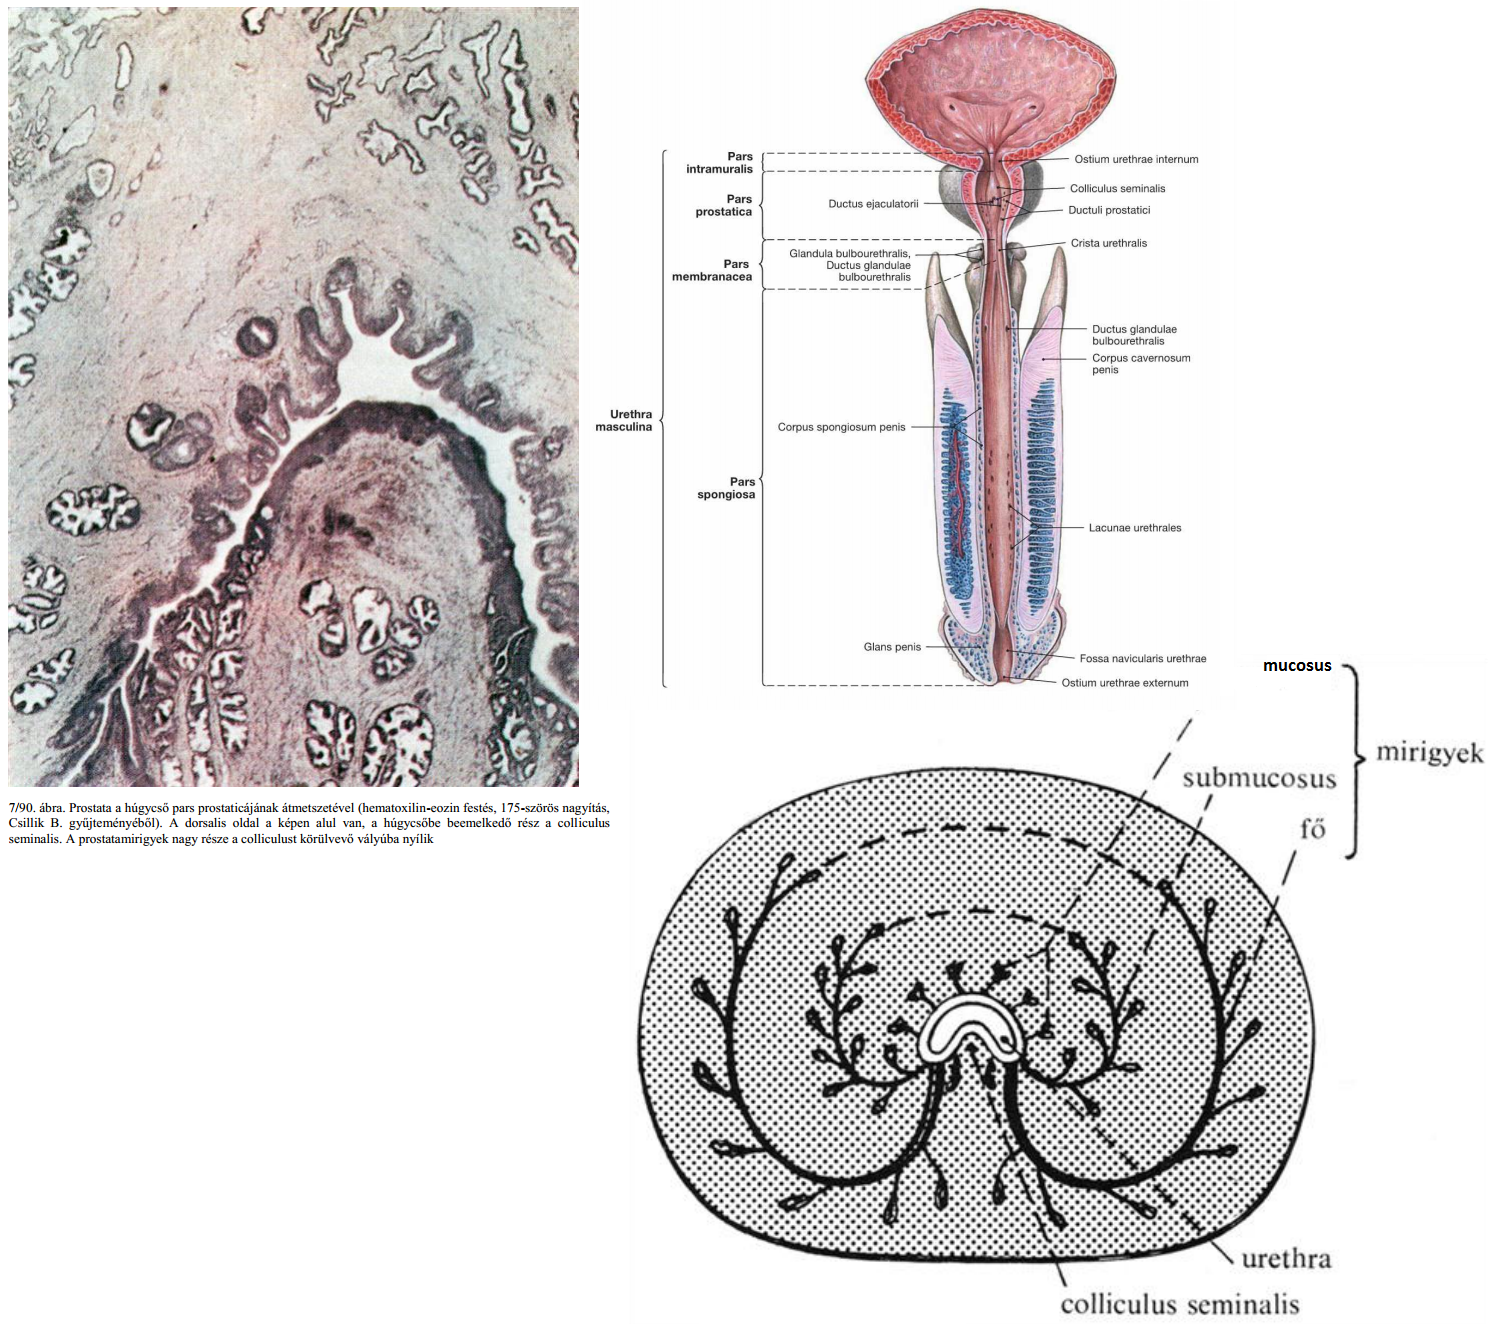 Pars
intramuralis
Pars
prostatica
Pars
membranacea
Urethra
masculina
Pars
spongiosa
Ductus ejaculatorii
Glandula bulbourethralis,
Ductus glandulae
bulbourethralis
Corpus spongiosum penis
Glans penis
Ostium urethrae internum
Colliculus seminalis
Ductuli prostatici
Crista urethralis
Ductus glandulae
bulbourethralis
Corpus cavernosum
penis
Lacunae urethrales
Fossa navicularis urethrae
Ostium urethrae externum
7/90. ábra. Prostata a húgycső pars prostaticájának átmetszetével (hematoxilin-eozin festés, 175-szörös nagyítás,
Csillik B. gyűjteményéből). A dorsalis oldal a képen alul van, a húgycsőbe beemelkedő rész a colliculus
seminalis. A prostatamirigyek nagy része a colliculust körülvevő vályúba nyílik
mucosus
submucosus
fő
mirigyek
urethra
colliculus seminalis